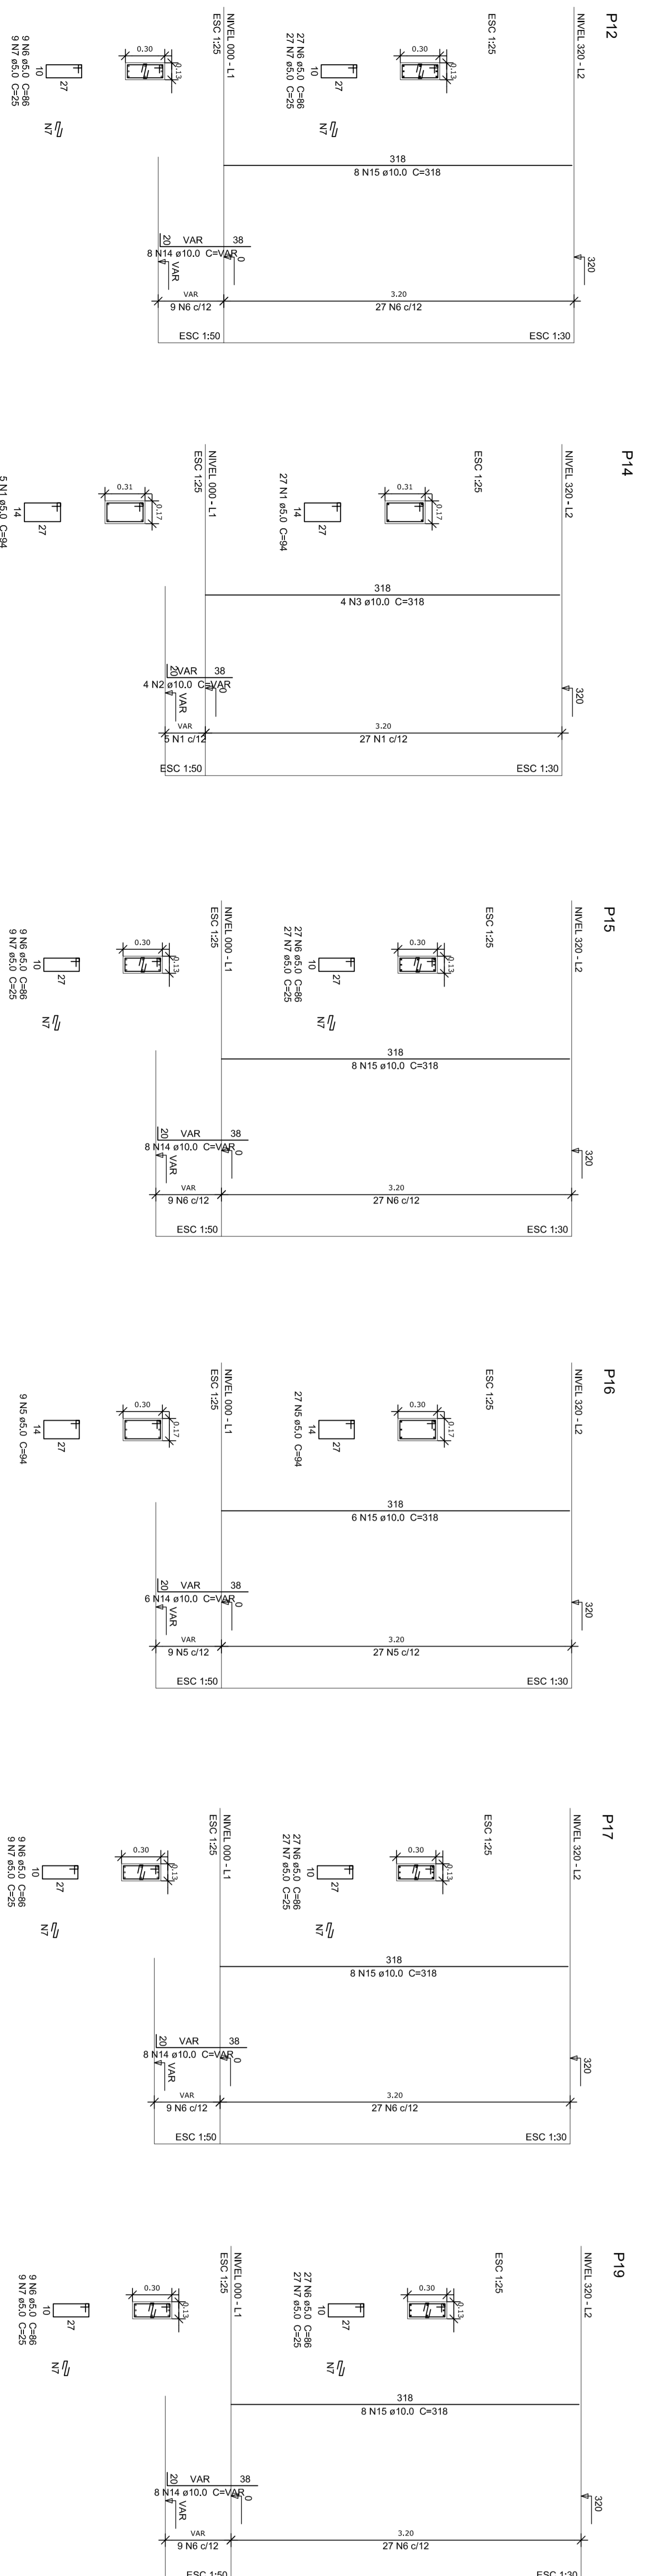 P12
NIVEL 320 - L2
ESC 1:25
0.30
0.13
27
10
27 N6 ø5.0 C=86
27 N7 ø5.0 C=25
N7
NIVEL 000 - L1
ESC 1:25
0.30
0.13
27
10
9 N6 ø5.0 C=86
9 N7 ø5.0 C=25
N7
318
8 N15 ø10.0 C=318
20 VAR 38
8 N14 ø10.0 C=VAR
320
0
VAR
VAR
9 N6 c/12
3.20
27 N6 c/12
ESC 1:50
ESC 1:30
P14
NIVEL 320 - L2
ESC 1:25
0.31
0.17
27
14
27 N1 ø5.0 C=94
NIVEL 000 - L1
ESC 1:25
0.31
0.17
27
14
5 N1 ø5.0 C=94
318
4 N3 ø10.0 C=318
20 VAR 38
4 N2 ø10.0 C=VAR
320
0
VAR
VAR
5 N1 c/12
3.20
27 N1 c/12
ESC 1:50
ESC 1:30
P15
NIVEL 320 - L2
ESC 1:25
0.30
0.13
27
10
27 N6 ø5.0 C=86
27 N7 ø5.0 C=25
N7
NIVEL 000 - L1
ESC 1:25
0.30
0.13
27
10
9 N6 ø5.0 C=86
9 N7 ø5.0 C=25
N7
318
8 N15 ø10.0 C=318
20 VAR 38
8 N14 ø10.0 C=VAR
320
0
VAR
VAR
9 N6 c/12
3.20
27 N6 c/12
ESC 1:50
ESC 1:30
P16
NIVEL 320 - L2
ESC 1:25
0.30
0.17
27
14
27 N5 ø5.0 C=94
NIVEL 000 - L1
ESC 1:25
0.30
0.17
27
14
9 N5 ø5.0 C=94
318
6 N15 ø10.0 C=318
20 VAR 38
6 N14 ø10.0 C=VAR
320
0
VAR
VAR
9 N5 c/12
3.20
27 N5 c/12
ESC 1:50
ESC 1:30
P17
NIVEL 320 - L2
ESC 1:25
0.30
0.13
27
10
27 N6 ø5.0 C=86
27 N7 ø5.0 C=25
N7
NIVEL 000 - L1
ESC 1:25
0.30
0.13
27
10
9 N6 ø5.0 C=86
9 N7 ø5.0 C=25
N7
318
8 N15 ø10.0 C=318
20 VAR 38
8 N14 ø10.0 C=VAR
320
0
VAR
VAR
9 N6 c/12
3.20
27 N6 c/12
ESC 1:50
ESC 1:30
P19
NIVEL 320 - L2
ESC 1:25
0.30
0.13
27
10
27 N6 ø5.0 C=86
27 N7 ø5.0 C=25
N7
NIVEL 000 - L1
ESC 1:25
0.30
0.13
27
10
9 N6 ø5.0 C=86
9 N7 ø5.0 C=25
N7
318
8 N15 ø10.0 C=318
20 VAR 38
8 N14 ø10.0 C=VAR
320
0
VAR
VAR
9 N6 c/12
3.20
27 N6 c/12
ESC 1:50
ESC 1:30